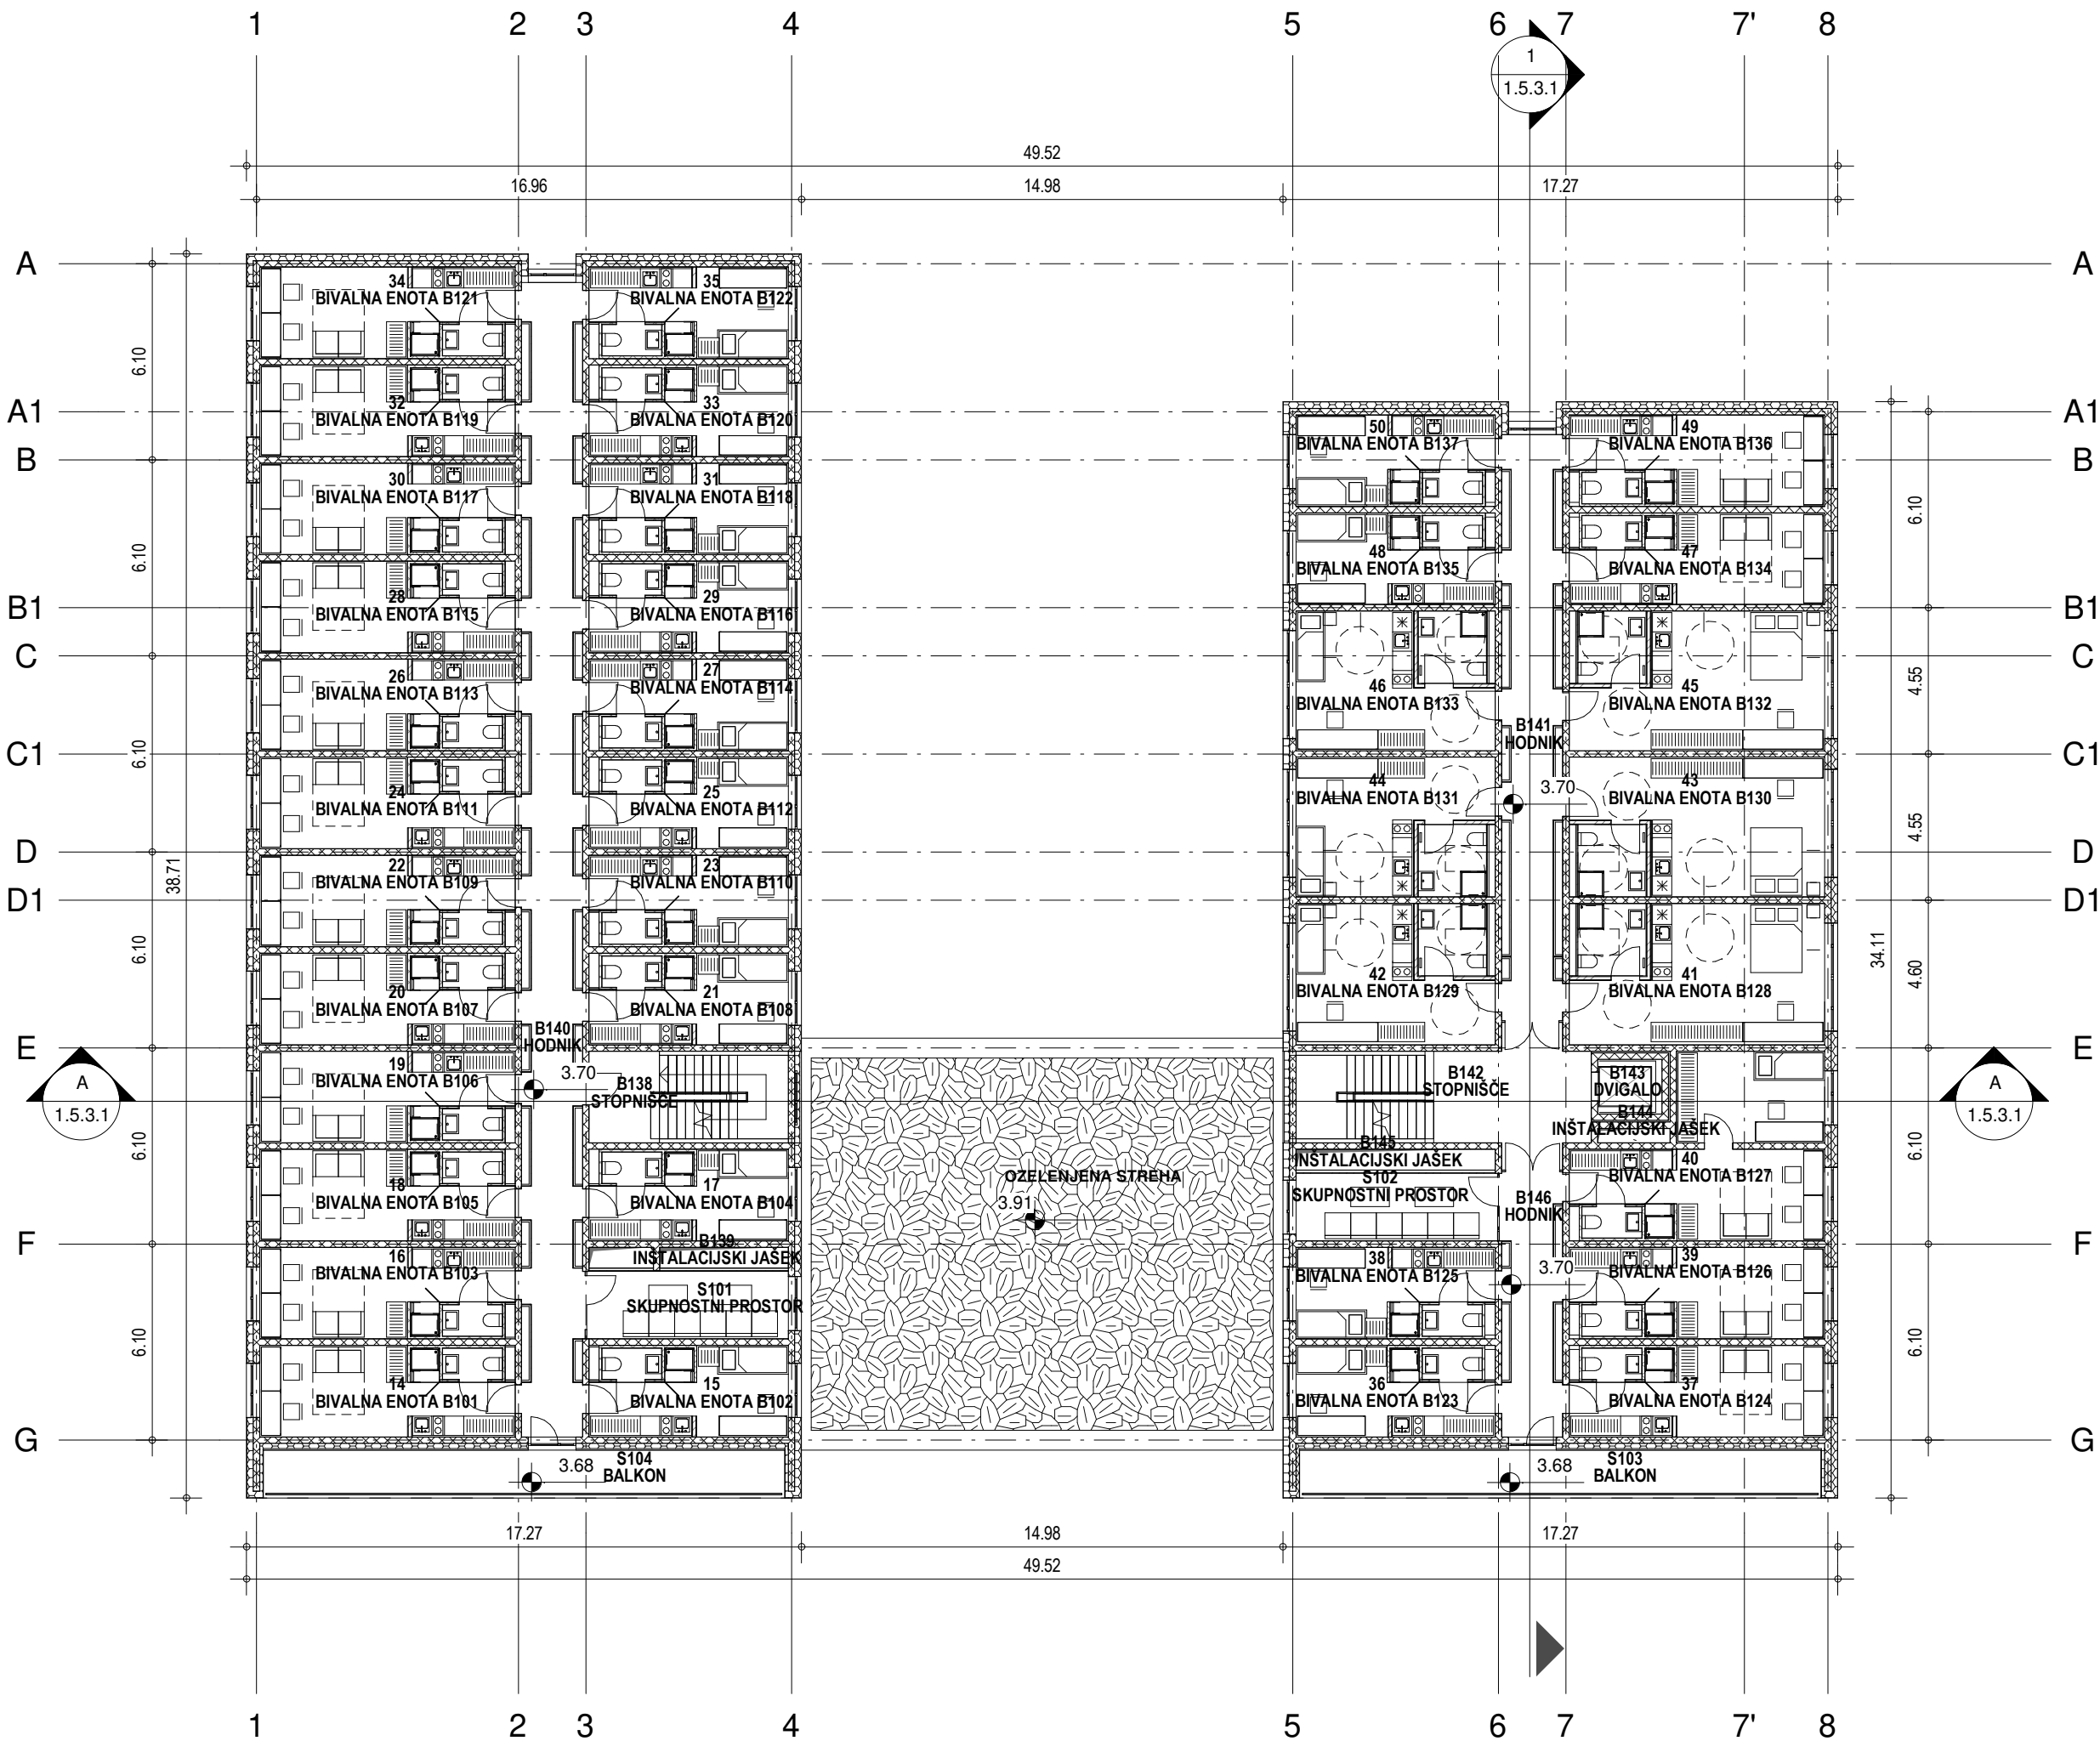 1 2 3 4 5 6 7 7' 8
1
1.5.3.1
49.52
16.96 14.98 17.27
A A
34
BIVALNA ENOTA B121
35
BIVALNA ENOTA B122
6.10
32
BIVALNA ENOTA B119
33
BIVALNA ENOTA B120
A1 A1
50
BIVALNA ENOTA B137
49
BIVALNA ENOTA B136
B B
30
BIVALNA ENOTA B117
31
BIVALNA ENOTA B118
6.10
6.10
48
BIVALNA ENOTA B135
47
BIVALNA ENOTA B134
28
BIVALNA ENOTA B115
29
BIVALNA ENOTA B116
B1 B1
C C
26
BIVALNA ENOTA B113
27
BIVALNA ENOTA B114
46
BIVALNA ENOTA B133
45
BIVALNA ENOTA B132
4.55
6.10
B141
HODNIK
C1 C1
24
BIVALNA ENOTA B111
25
BIVALNA ENOTA B112
44
BIVALNA ENOTA B131
3.70
43
BIVALNA ENOTA B130
4.55
D D
38.71
22
BIVALNA ENOTA B109
23
BIVALNA ENOTA B110
D1 D1
6.10
34.11
4.60
20
BIVALNA ENOTA B107
21
BIVALNA ENOTA B108
42
BIVALNA ENOTA B129
41
BIVALNA ENOTA B128
B140
HODNIK
E E
19
BIVALNA ENOTA B106
3.70
B138
STOPNIŠČE
B142
STOPNIŠČE
B143
DVIGALO
A
1.5.3.1
A
1.5.3.1
B144
INŠTALACIJSKI JAŠEK
6.10
6.10
B145
INŠTALACIJSKI JAŠEK
18
BIVALNA ENOTA B105
17
BIVALNA ENOTA B104
OZELENJENA STREHA
3.91
S102
SKUPNOSTNI PROSTOR
B146
HODNIK
40
BIVALNA ENOTA B127
F F
B139
INŠTALACIJSKI JAŠEK
16
BIVALNA ENOTA B103
S101
SKUPNOSTNI PROSTOR
38
BIVALNA ENOTA B125
3.70
39
BIVALNA ENOTA B126
6.10
6.10
14
BIVALNA ENOTA B101
15
BIVALNA ENOTA B102
36
BIVALNA ENOTA B123
37
BIVALNA ENOTA B124
G G
3.68
S104
BALKON
3.68
S103
BALKON
17.27 14.98 17.27
49.52
1 2 3 4 5 6 7 7' 8